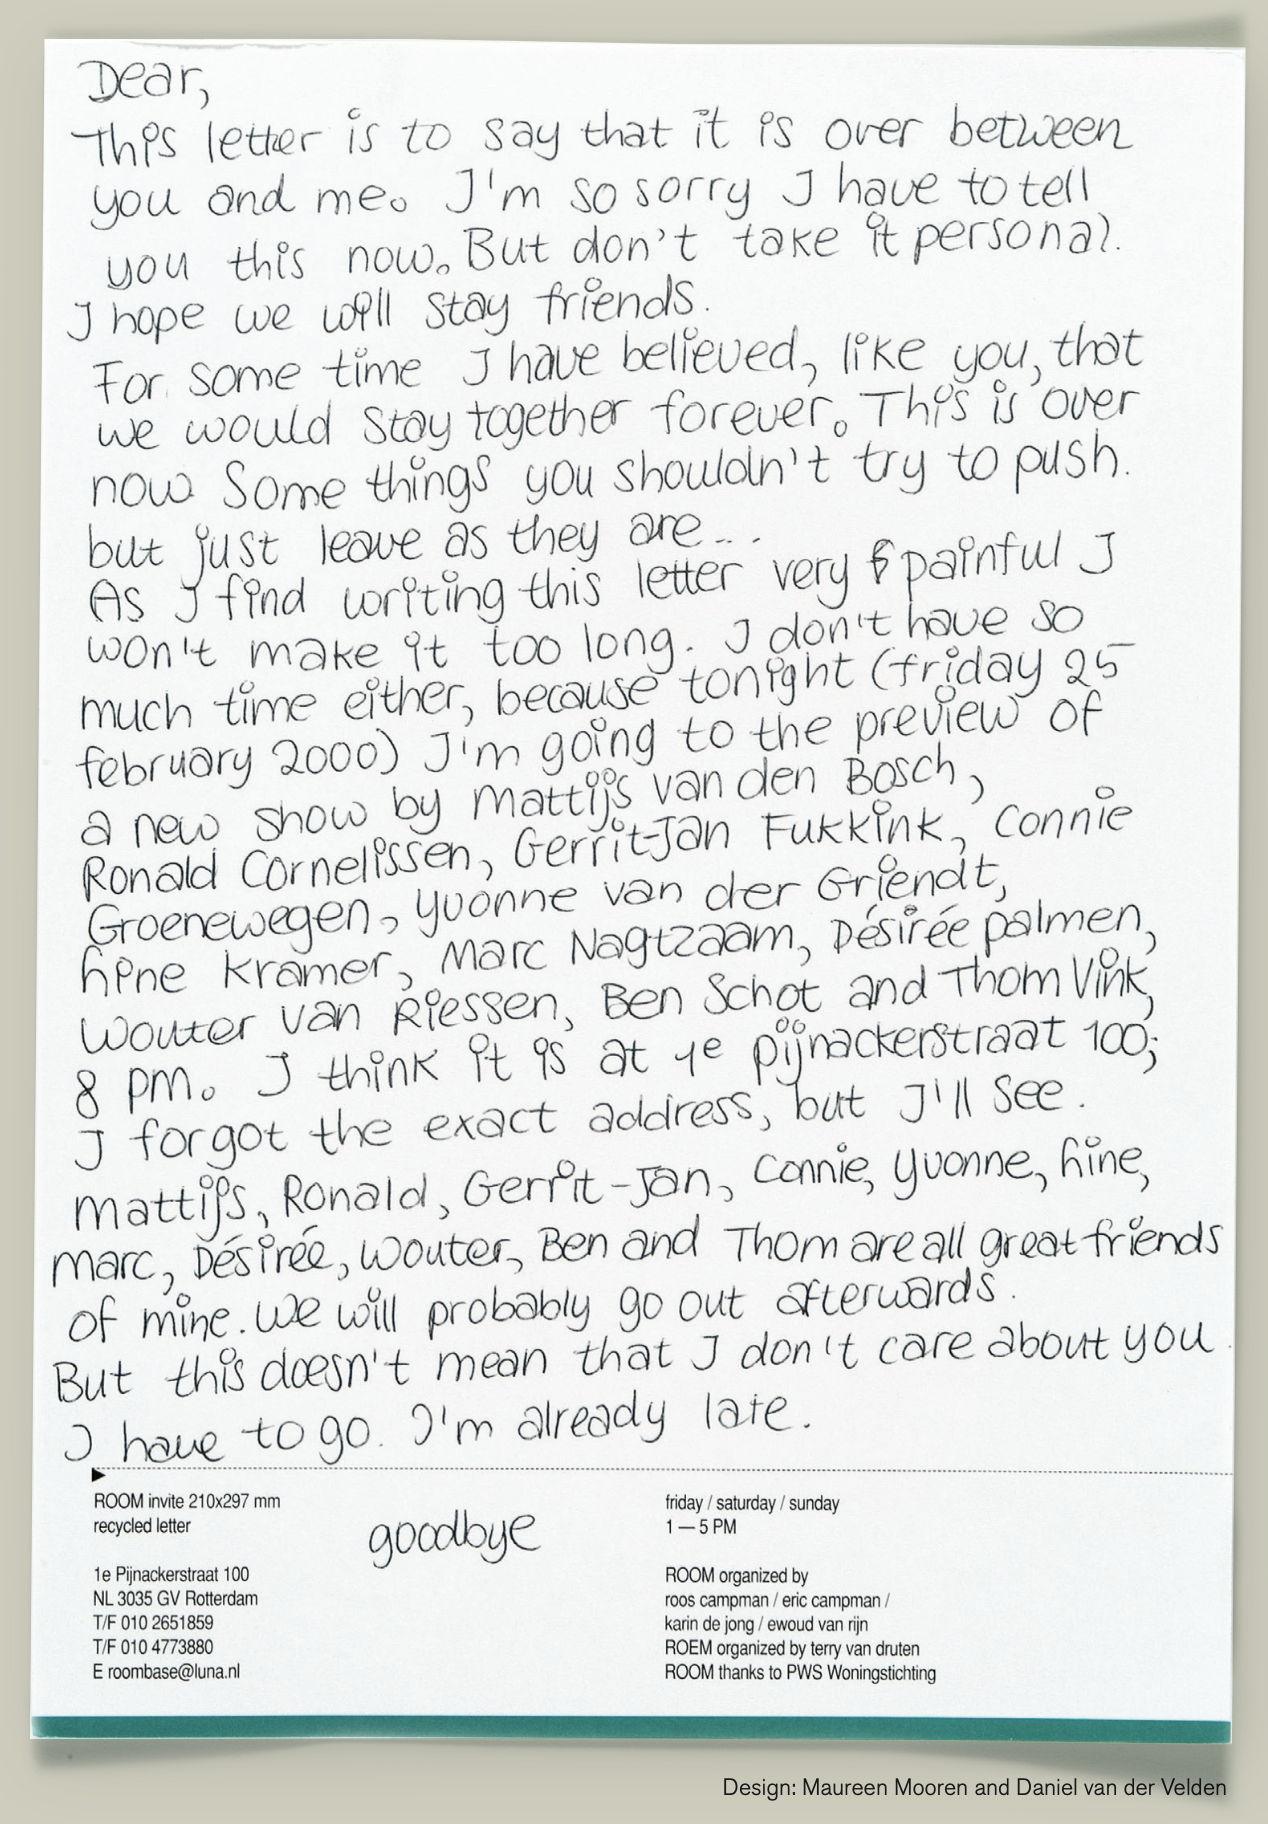 Dear,
This letter is to say that it is over between
you and me. I'm so sorry I have to tell
you this now. But don't take it personal.
I hope we will stay friends.
For some time I have believed, like you, that
we would stay together forever. This is over
now Some things you shouldn't try to push.
but just leave as they are...
As I find writing this letter very painful I
won't make it too long. I don't have so
much time either, because tonight (friday 25
february 2000) I'm going to the preview of
a new show by Mattijs van den Bosch,
Ronald Cornelissen, Gerrit-Jan Fukkink, Connie
Groenewegen, Yvonne van der Griendt,
hine Kramer, Marc Nagtzaam, Désirée palmen,
Wouter van Riessen, Ben Schot and Thom Vink,
8 pm. I think it is at 1e pijnackerstraat 100;
I forgot the exact address, but I'll see.
Mattijs, Ronald, Gerrit-Jan, Connie, Yvonne, hine,
Marc, Désirée, Wouter, Ben and Thom are all great friends
of mine. We will probably go out afterwards.
But this doesn't mean that I don't care about you.
I have to go. I'm already late.
goodbye
ROOM invite 210x297 mm
recycled letter
1e Pijnackerstraat 100
NL 3035 GV Rotterdam
T/F 010 2651859
T/F 010 4773880
E roombase@luna.nl
friday / saturday / sunday
1 — 5 PM
ROOM organized by
roos campman / eric campman /
karin de jong / ewoud van rijn
ROEM organized by terry van druten
ROOM thanks to PWS Woningstichting
Design: Maureen Mooren and Daniel van der Velden